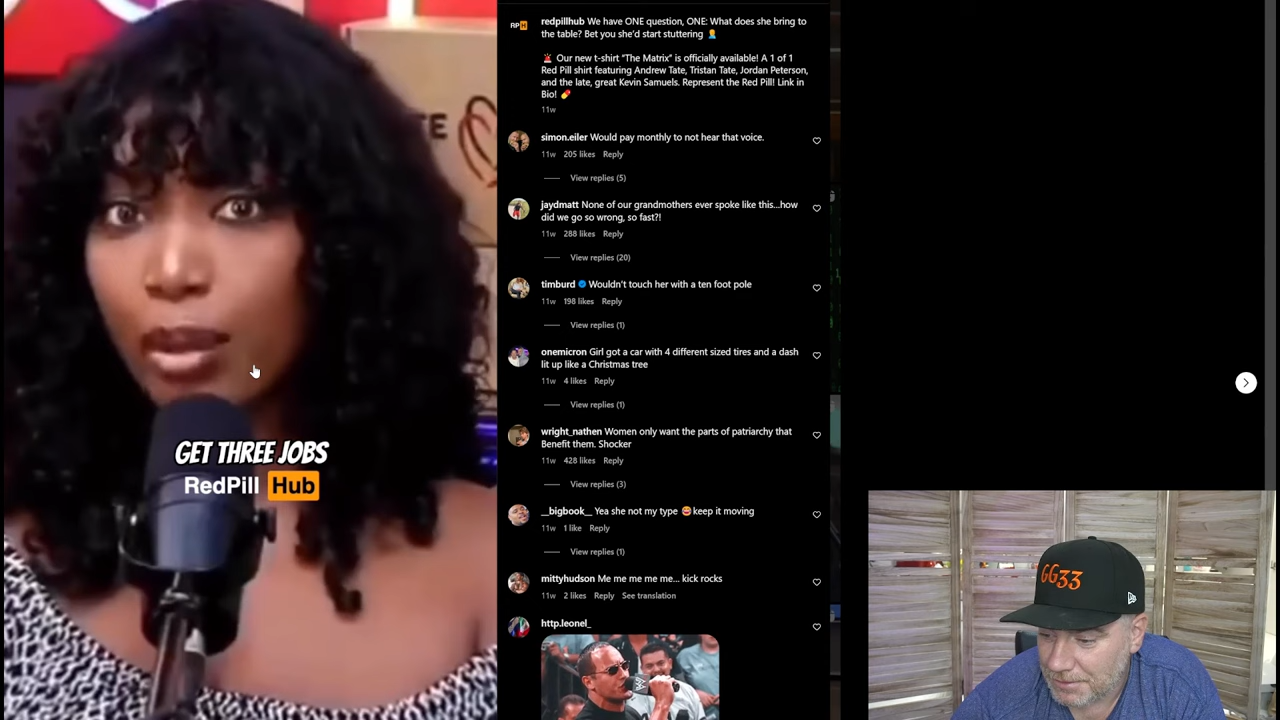 GET THREE JOBS
RedPill Hub
RP H
redpillhub We have ONE question, ONE: What does she bring to
the table? Bet you she'd start stuttering 🤦‍♂️
🚨 Our new t-shirt "The Matrix" is officially available! A 1 of 1
Red Pill shirt featuring Andrew Tate, Tristan Tate, Jordan Peterson,
and the late, great Kevin Samuels. Represent the Red Pill! Link in
Bio! 💊
11w
simon.eiler Would pay monthly to not hear that voice.
11w 205 likes Reply
View replies (5)
jaydmatt None of our grandmothers ever spoke like this...how
did we go so wrong, so fast?!
11w 288 likes Reply
View replies (20)
timburd Wouldn't touch her with a ten foot pole
11w 198 likes Reply
View replies (1)
onemicron Girl got a car with 4 different sized tires and a dash
lit up like a Christmas tree
11w 4 likes Reply
View replies (1)
wright_nathen Women only want the parts of patriarchy that
Benefit them. Shocker
11w 428 likes Reply
View replies (3)
__bigbook__ Yea she not my type 😂keep it moving
11w 1 like Reply
View replies (1)
mittyhudson Me me me me me... kick rocks
11w 2 likes Reply See translation
http.leonel_
GG33